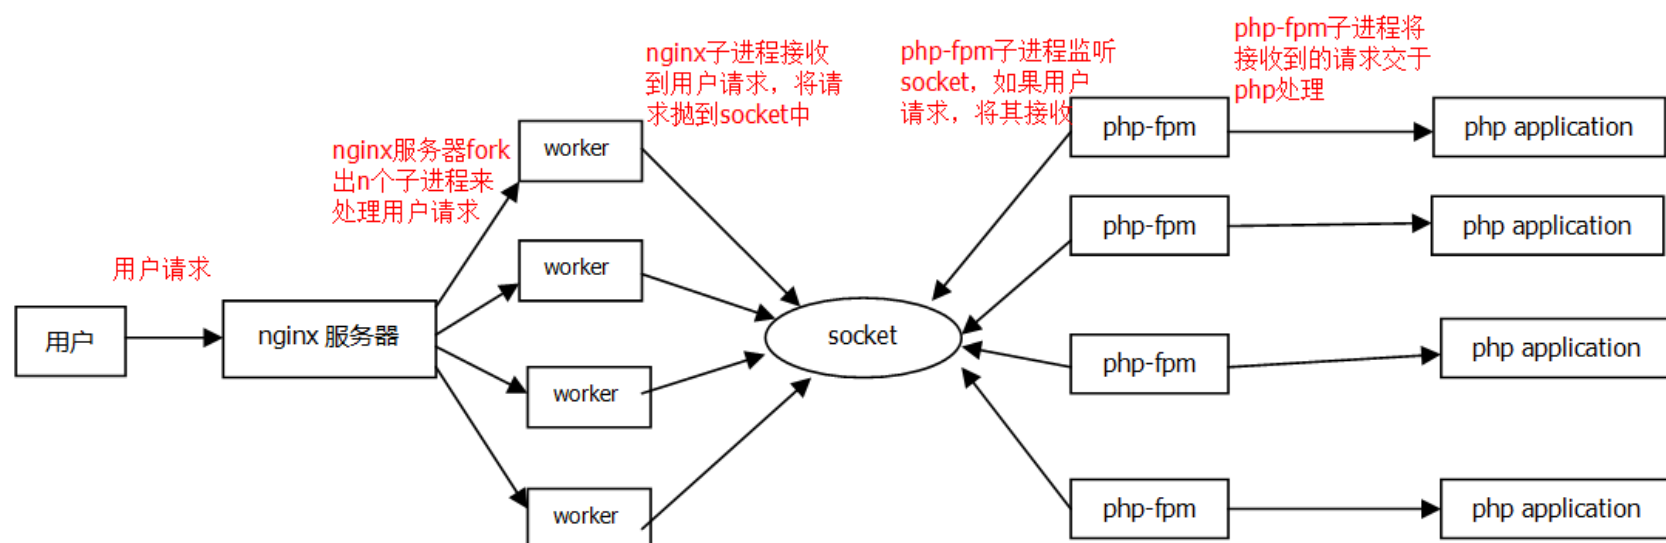 用户
用户请求
nginx 服务器
nginx服务器fork
出n个子进程来
处理用户请求
worker
worker
worker
worker
nginx子进程接收
到用户请求，将请
求抛到socket中
socket
php-fpm子进程监听
socket，如果用户
请求，将其接收
php-fpm
php-fpm
php-fpm
php-fpm
php-fpm子进程将
接收到的请求交于
php处理
php application
php application
php application
php application